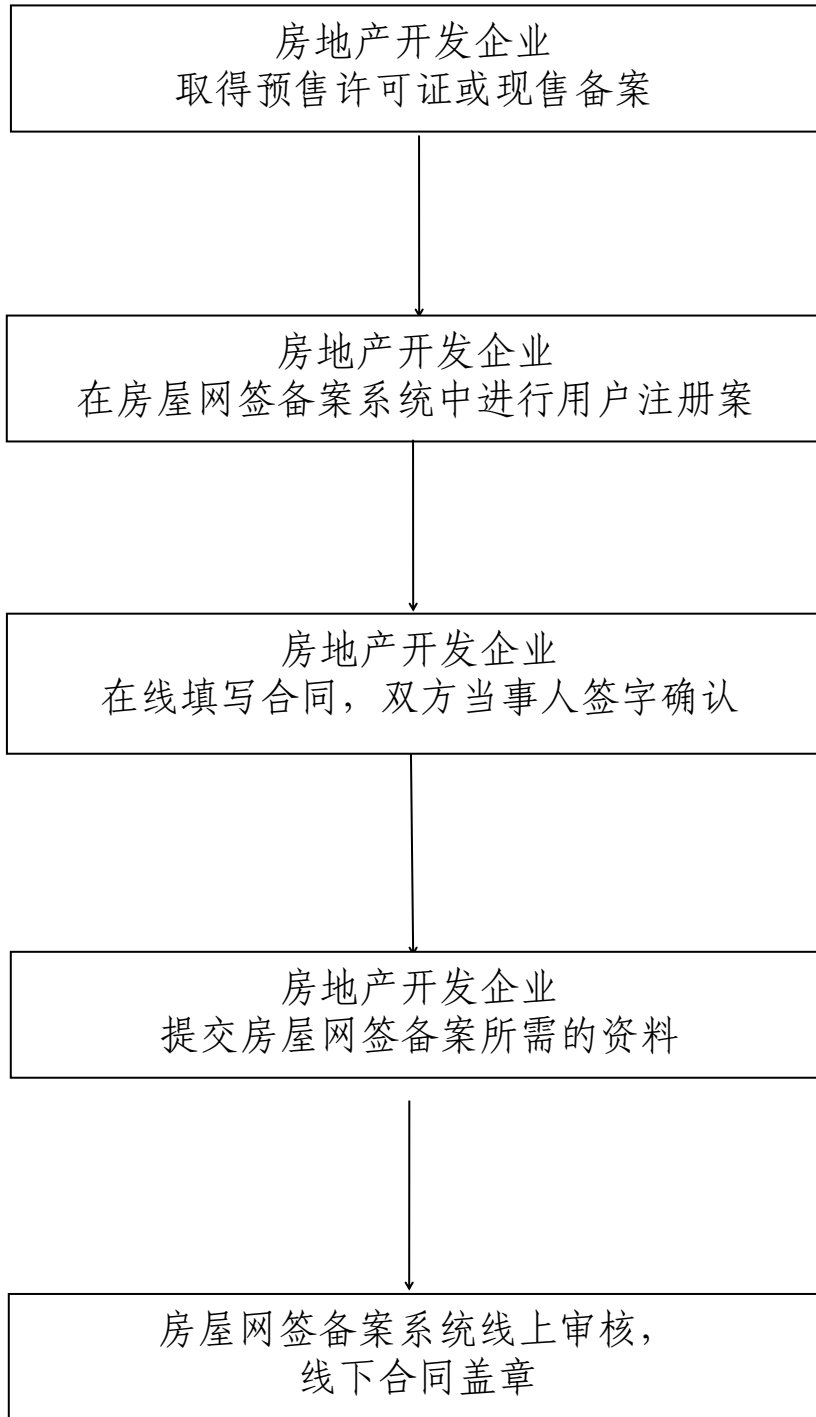 房地产开发企业
取得预售许可证或现售备案
房地产开发企业
在房屋网签备案系统中进行用户注册案
房地产开发企业
在线填写合同，双方当事人签字确认
房地产开发企业
提交房屋网签备案所需的资料
房屋网签备案系统线上审核，
线下合同盖章